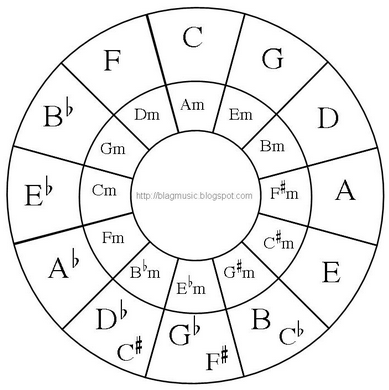 C
G
D
A
E
B
C♭
G♭
F♯
D♭
C♯
A♭
E♭
B♭
F
Am
Em
Bm
F♯m
C♯m
G♯m
E♭m
B♭m
Fm
Cm
Gm
Dm
http://blagmusic.blogspot.com